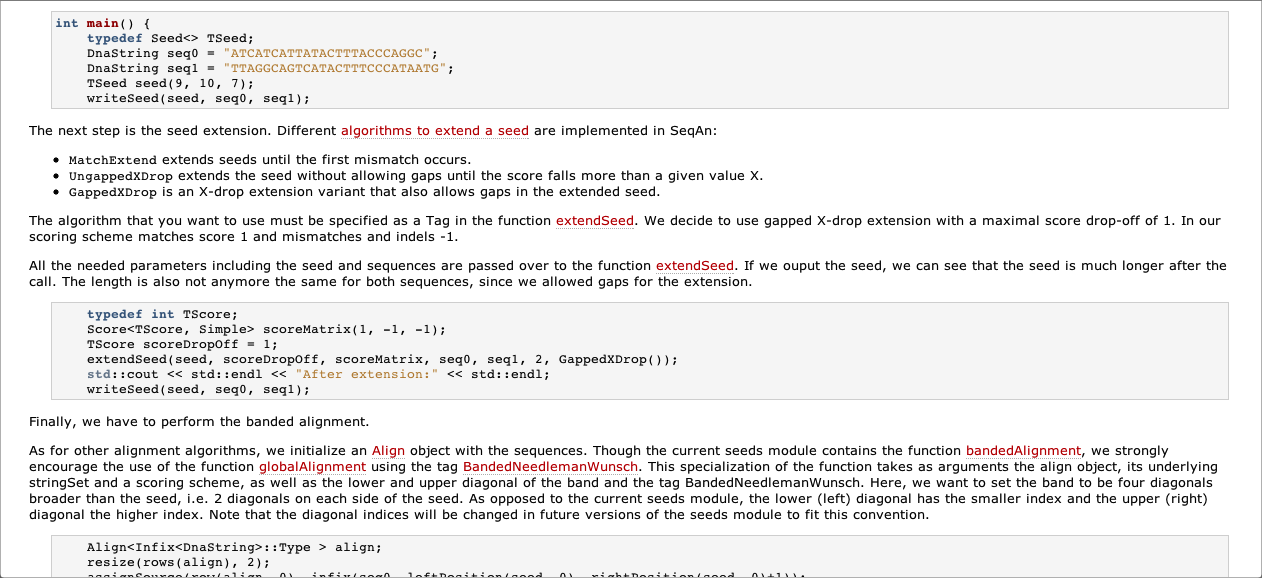 int main() {
    typedef Seed<> TSeed;
    DnaString seq0 = "ATCATCATTATACTTTACCCAGGC";
    DnaString seq1 = "TTAGGCAGTCATACTTTCCCATAATG";
    TSeed seed(9, 10, 7);
    writeSeed(seed, seq0, seq1);
The next step is the seed extension. Different algorithms to extend a seed are implemented in SeqAn:
• MatchExtend extends seeds until the first mismatch occurs.
• UngappedXDrop extends the seed without allowing gaps until the score falls more than a given value X.
• GappedXDrop is an X-drop extension variant that also allows gaps in the extended seed.
The algorithm that you want to use must be specified as a Tag in the function extendSeed. We decide to use gapped X-drop extension with a maximal score drop-off of 1. In our
scoring scheme matches score 1 and mismatches and indels -1.
All the needed parameters including the seed and sequences are passed over to the function extendSeed. If we ouput the seed, we can see that the seed is much longer after the
call. The length is also not anymore the same for both sequences, since we allowed gaps for the extension.
    typedef int TScore;
    Score<TScore, Simple> scoreMatrix(1, -1, -1);
    TScore scoreDropOff = 1;
    extendSeed(seed, scoreDropOff, scoreMatrix, seq0, seq1, 2, GappedXDrop());
    std::cout << std::endl << "After extension:" << std::endl;
    writeSeed(seed, seq0, seq1);
Finally, we have to perform the banded alignment.
As for other alignment algorithms, we initialize an Align object with the sequences. Though the current seeds module contains the function bandedAlignment, we strongly
encourage the use of the function globalAlignment using the tag BandedNeedlemanWunsch. This specialization of the function takes as arguments the align object, its underlying
stringSet and a scoring scheme, as well as the lower and upper diagonal of the band and the tag BandedNeedlemanWunsch. Here, we want to set the band to be four diagonals
broader than the seed, i.e. 2 diagonals on each side of the seed. As opposed to the current seeds module, the lower (left) diagonal has the smaller index and the upper (right)
diagonal the higher index. Note that the diagonal indices will be changed in future versions of the seeds module to fit this convention.
    Align<Infix<DnaString>::Type > align;
    resize(rows(align), 2);
    assignSource(row(align, 0), infix(seq0, leftPosition(seed, 0), rightPosition(seed, 0)+1));